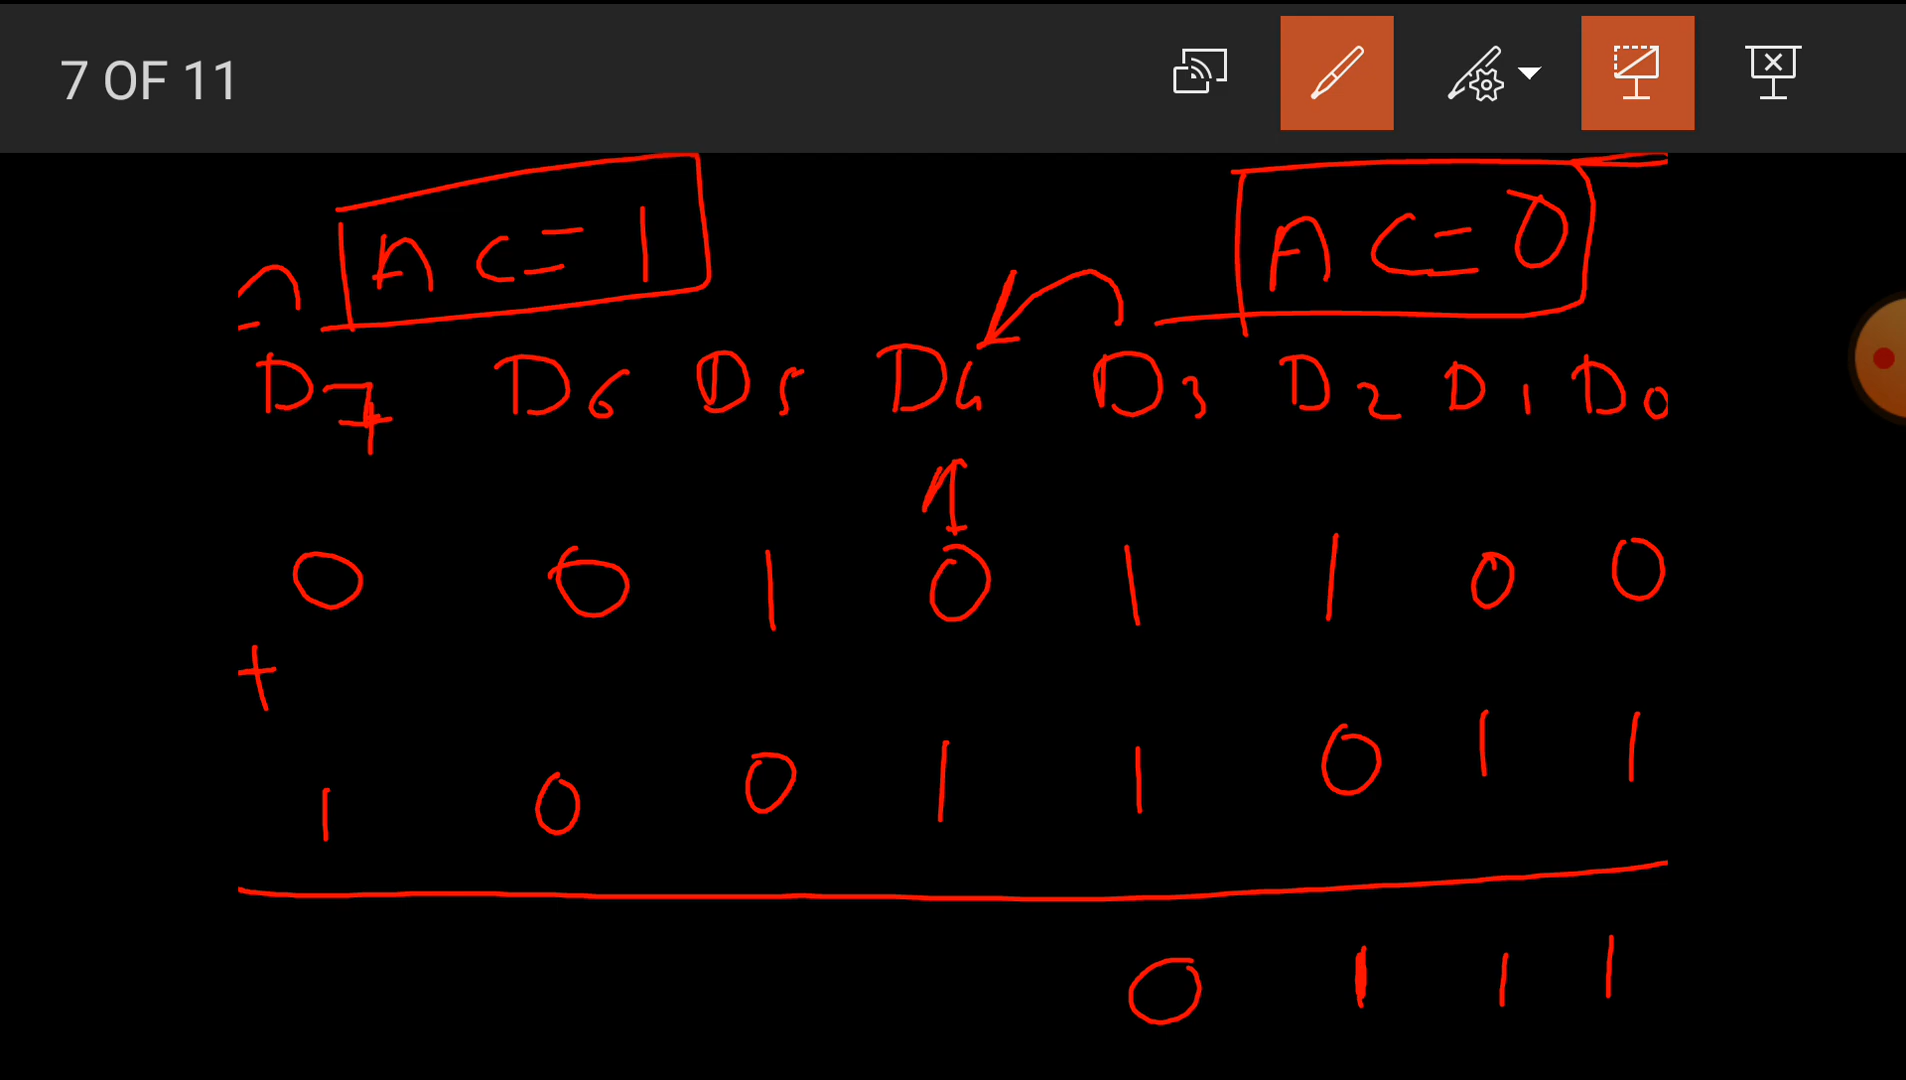 7 OF 11
AC=1 AC=0
D7 D6 D5 D4 D3 D2 D1 D0
0 0 1 0 1 1 0 0
+
1 0 0 1 1 0 1 1
0 1 1 1